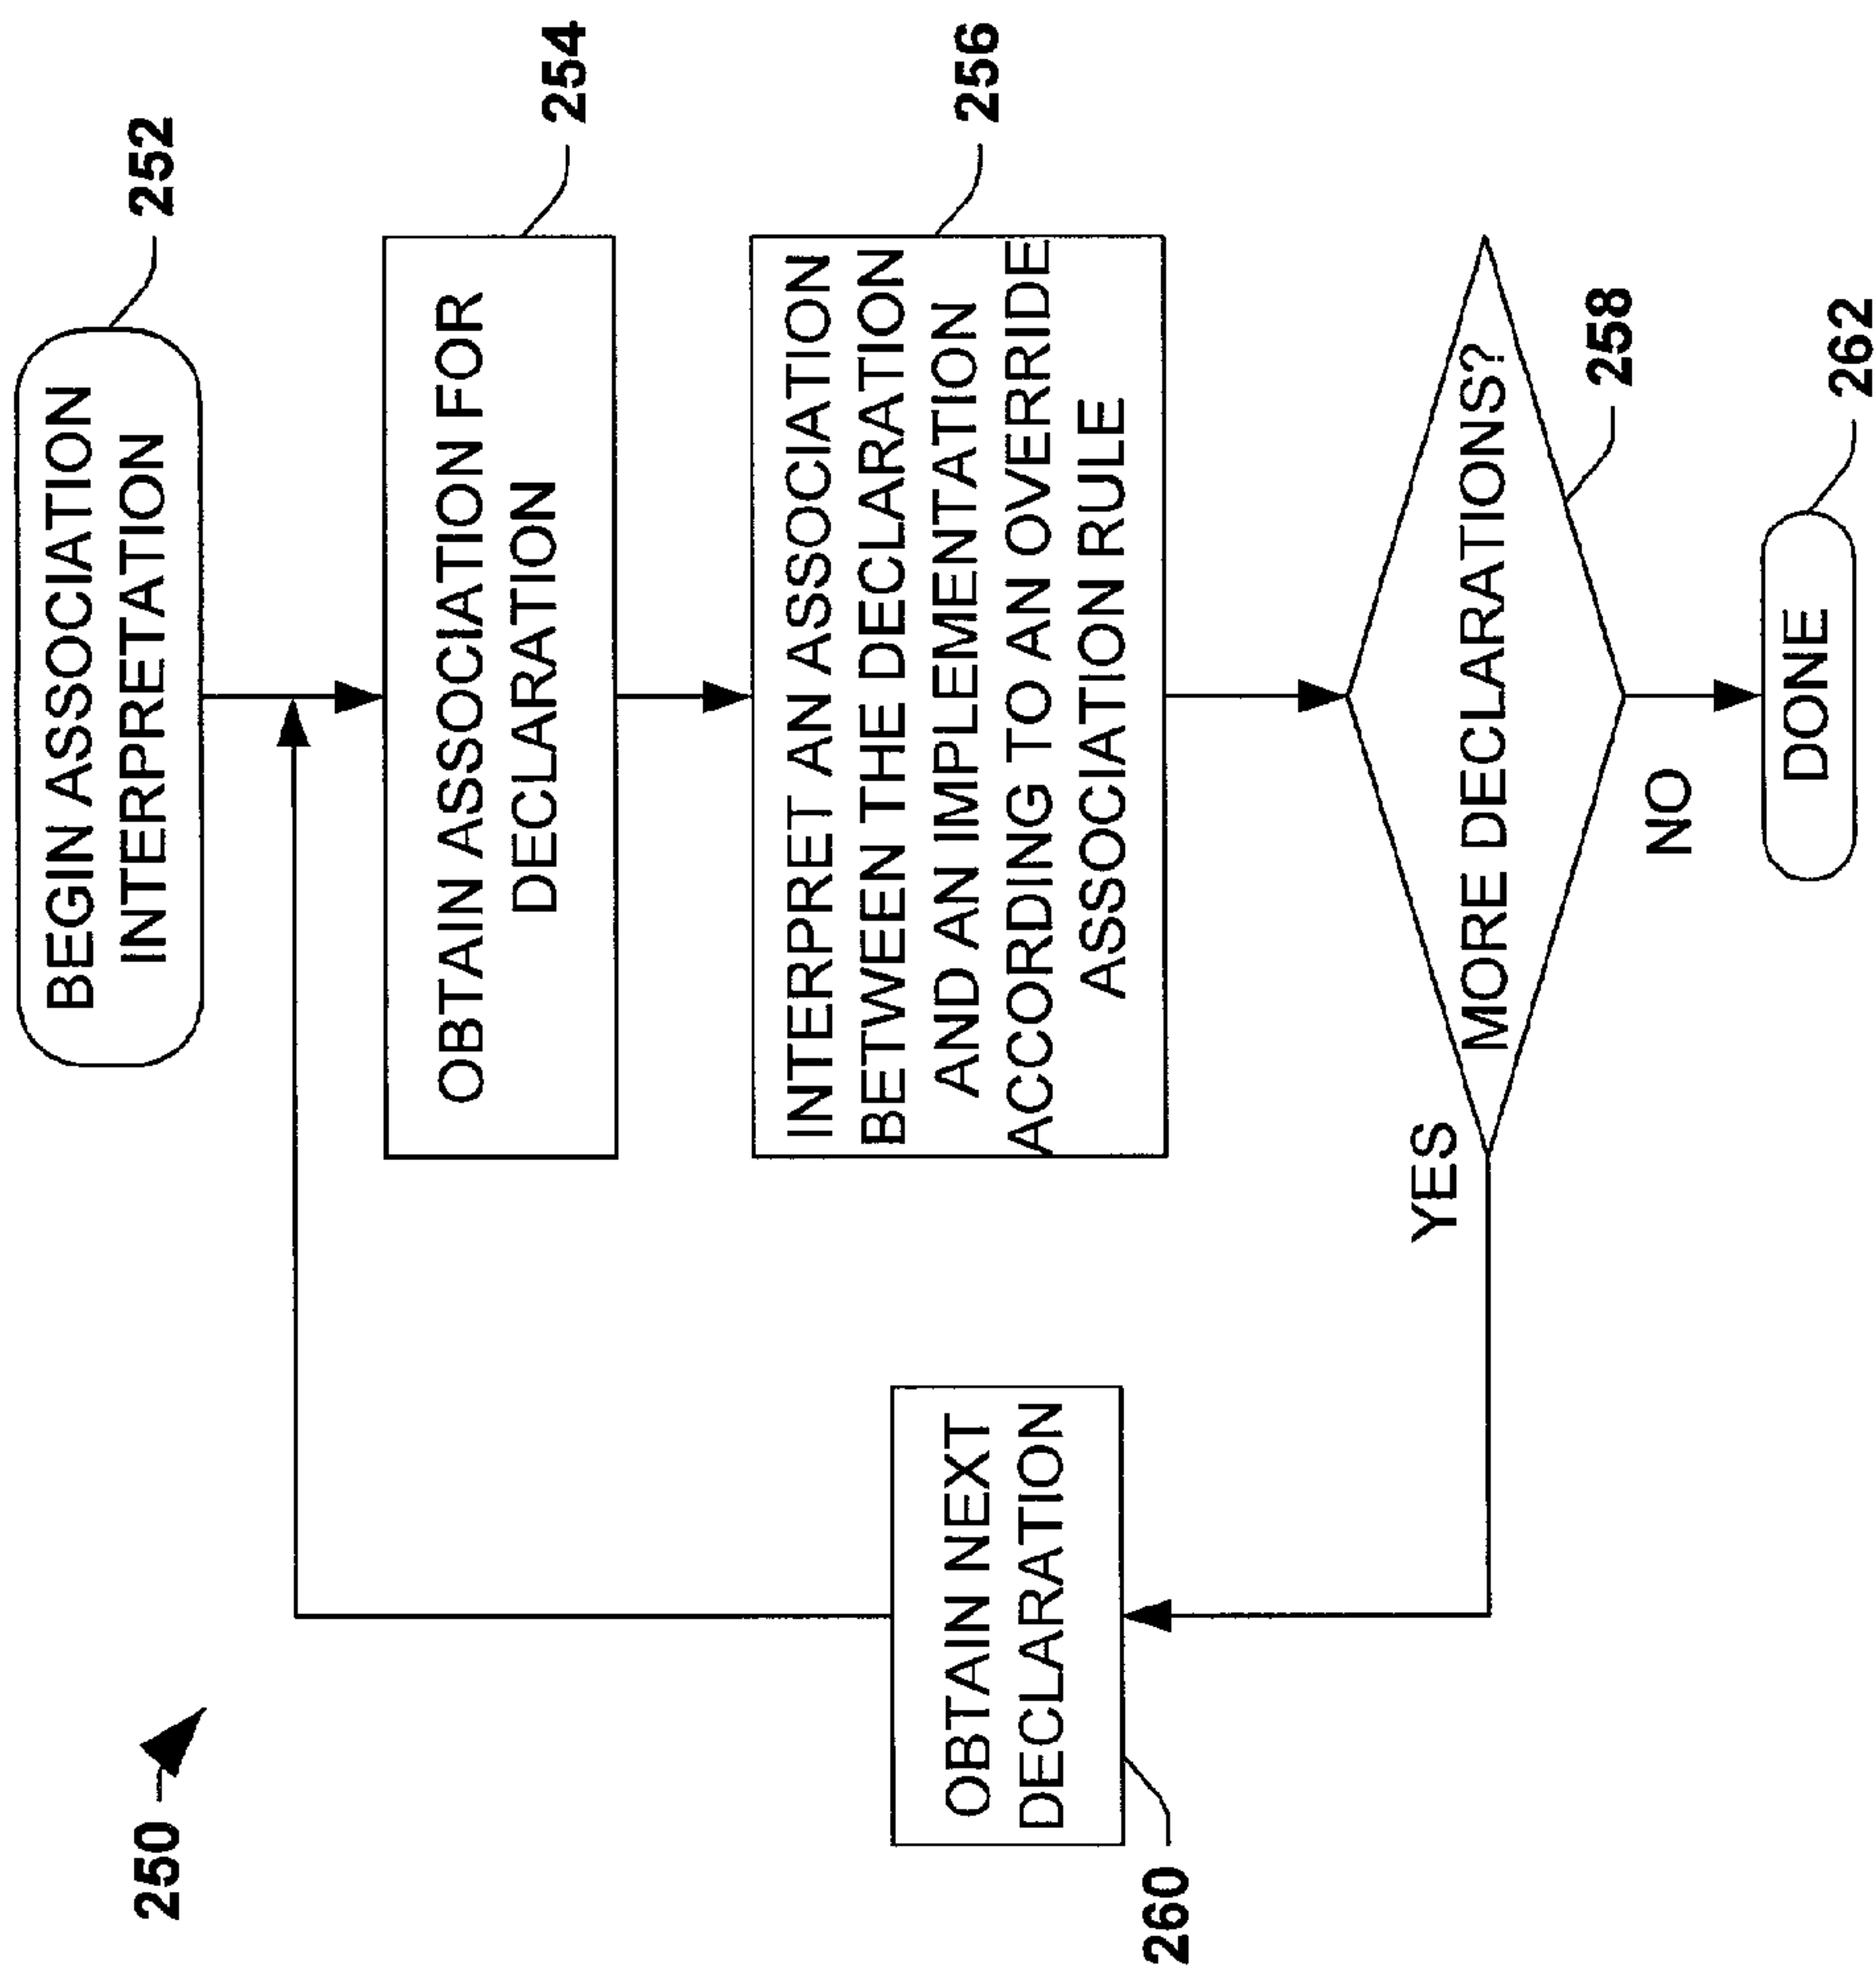 250
BEGIN ASSOCIATION
INTERPRETATION
252
OBTAIN ASSOCIATION FOR
DECLARATION
254
INTERPRET AN ASSOCIATION
BETWEEN THE DECLARATION
AND AN IMPLEMENTATION
ACCORDING TO AN OVERRIDE
ASSOCIATION RULE
256
OBTAIN NEXT
DECLARATION
260
YES
MORE DECLARATIONS?
258
NO
DONE
262